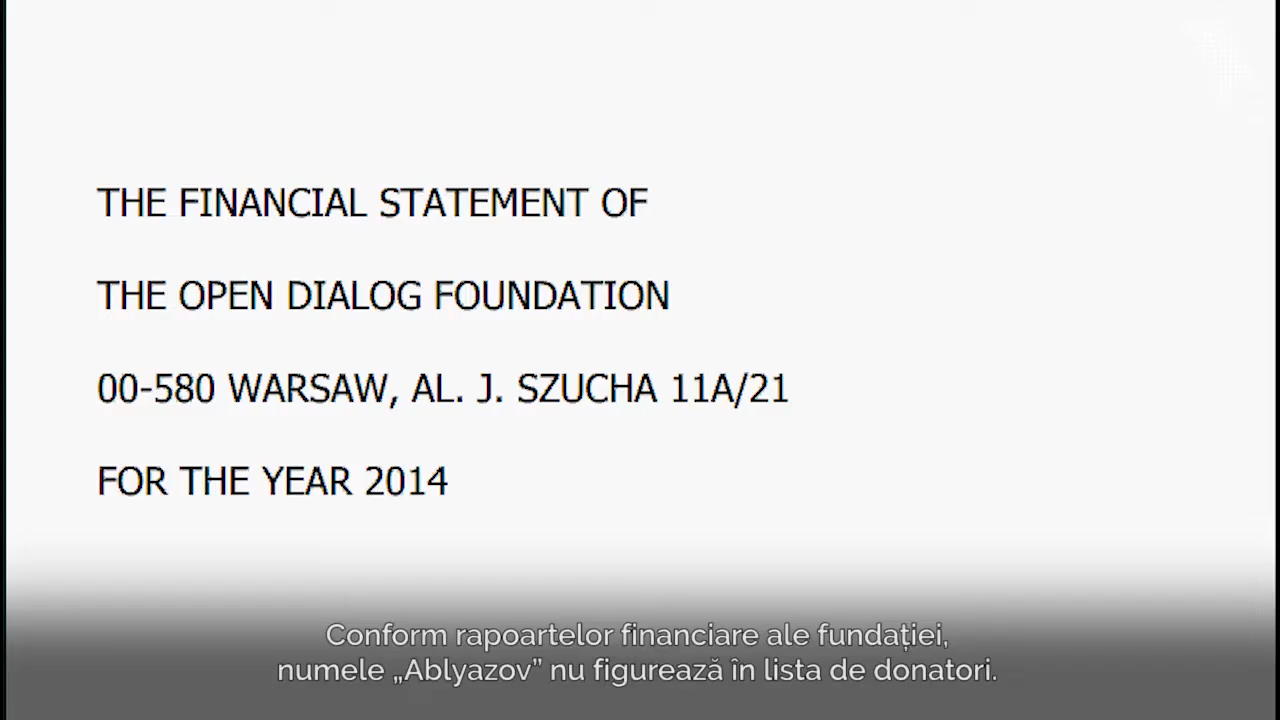 THE FINANCIAL STATEMENT OF
THE OPEN DIALOG FOUNDATION
00-580 WARSAW, AL. J. SZUCHA 11A/21
FOR THE YEAR 2014
Conform rapoartelor financiare ale fundației,
numele „Ablyazov” nu figurează în lista de donatori.